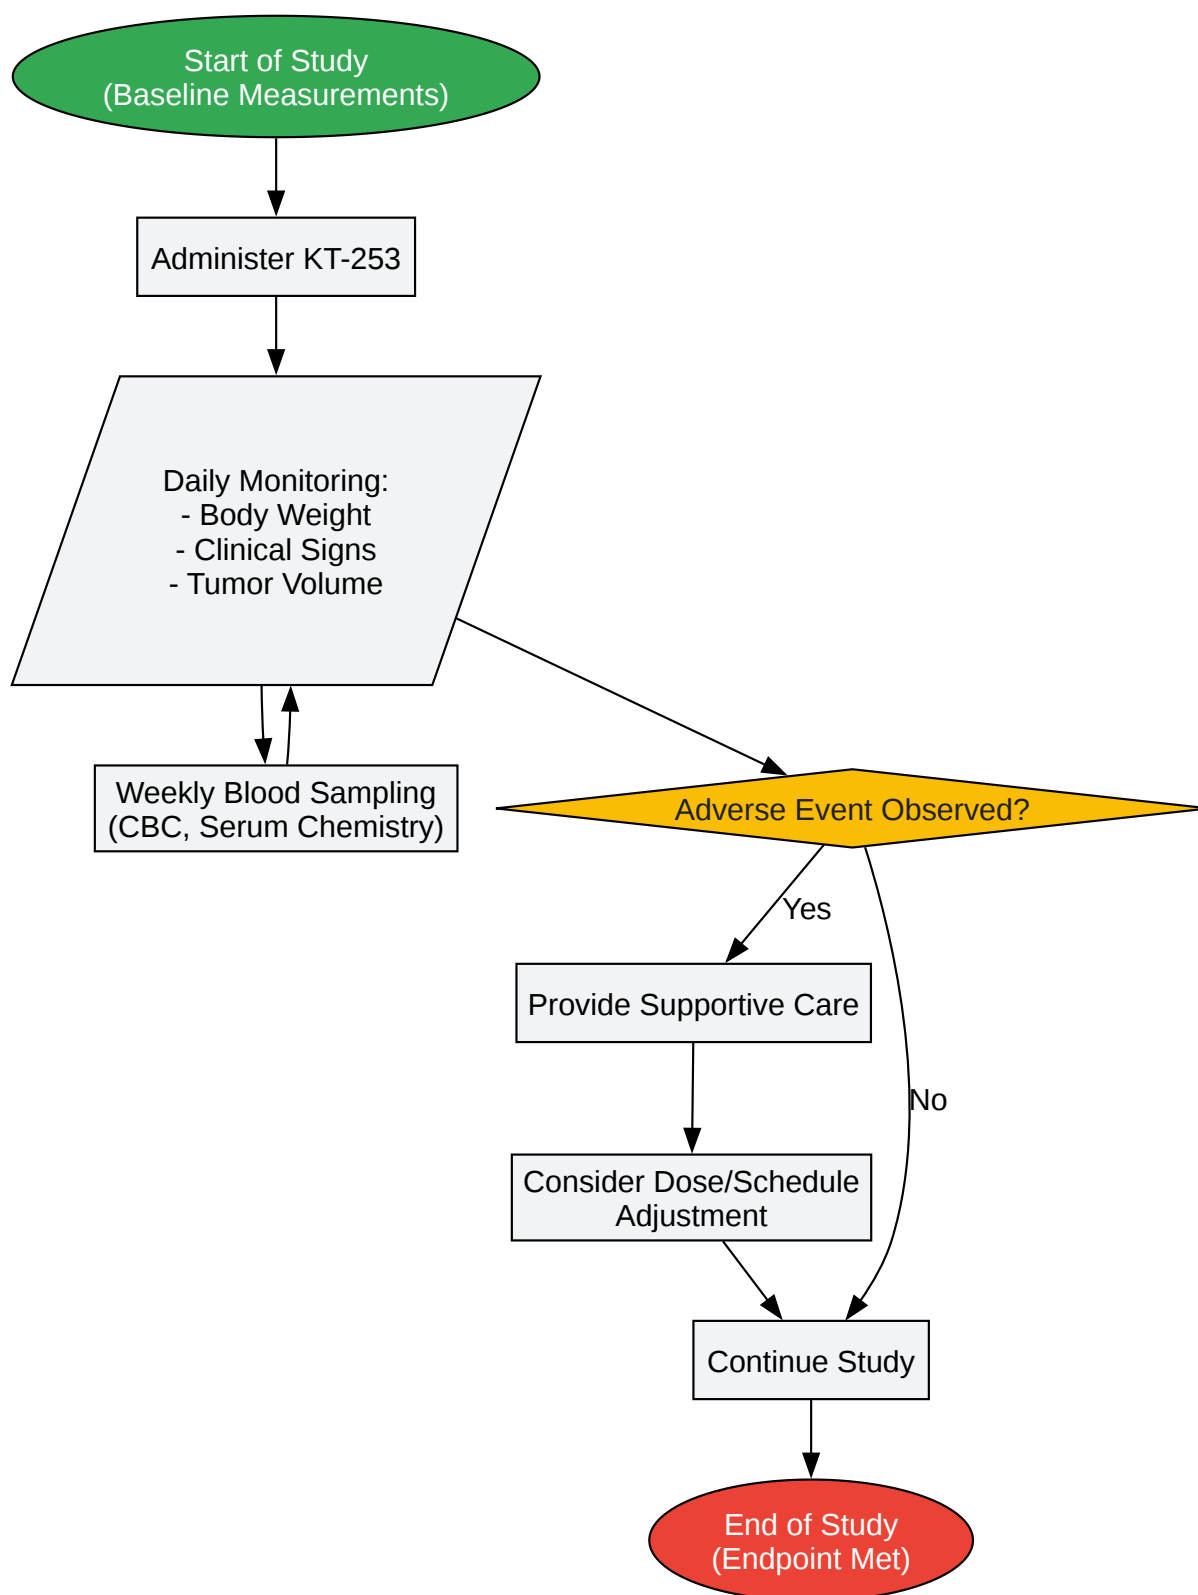 Start of Study
(Baseline Measurements)
Administer KT-253
Daily Monitoring:
- Body Weight
- Clinical Signs
- Tumor Volume
Weekly Blood Sampling
(CBC, Serum Chemistry)
Adverse Event Observed?
Yes
Provide Supportive Care
No
Consider Dose/Schedule
Adjustment
Continue Study
End of Study
(Endpoint Met)